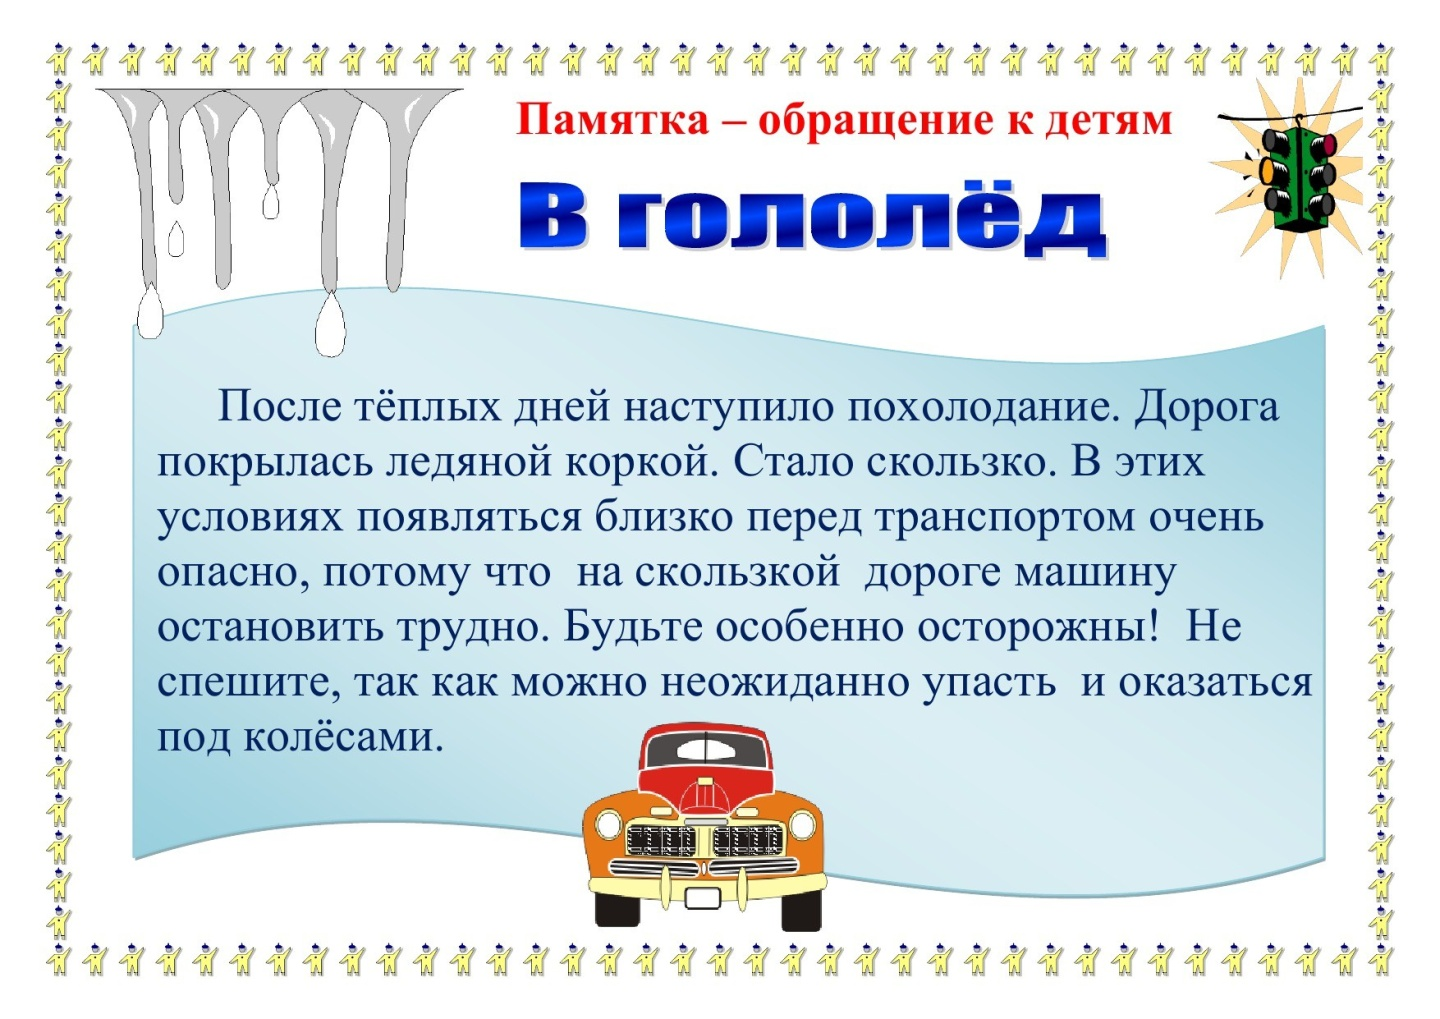 Памятка – обращение к детям
В гололёд
После тёплых дней наступило похолодание. Дорога
покрылась ледяной коркой. Стало скользко. В этих
условиях появляться близко перед транспортом очень
опасно, потому что на скользкой дороге машину
остановить трудно. Будьте особенно осторожны! Не
спешите, так как можно неожиданно упасть и оказаться
под колёсами.